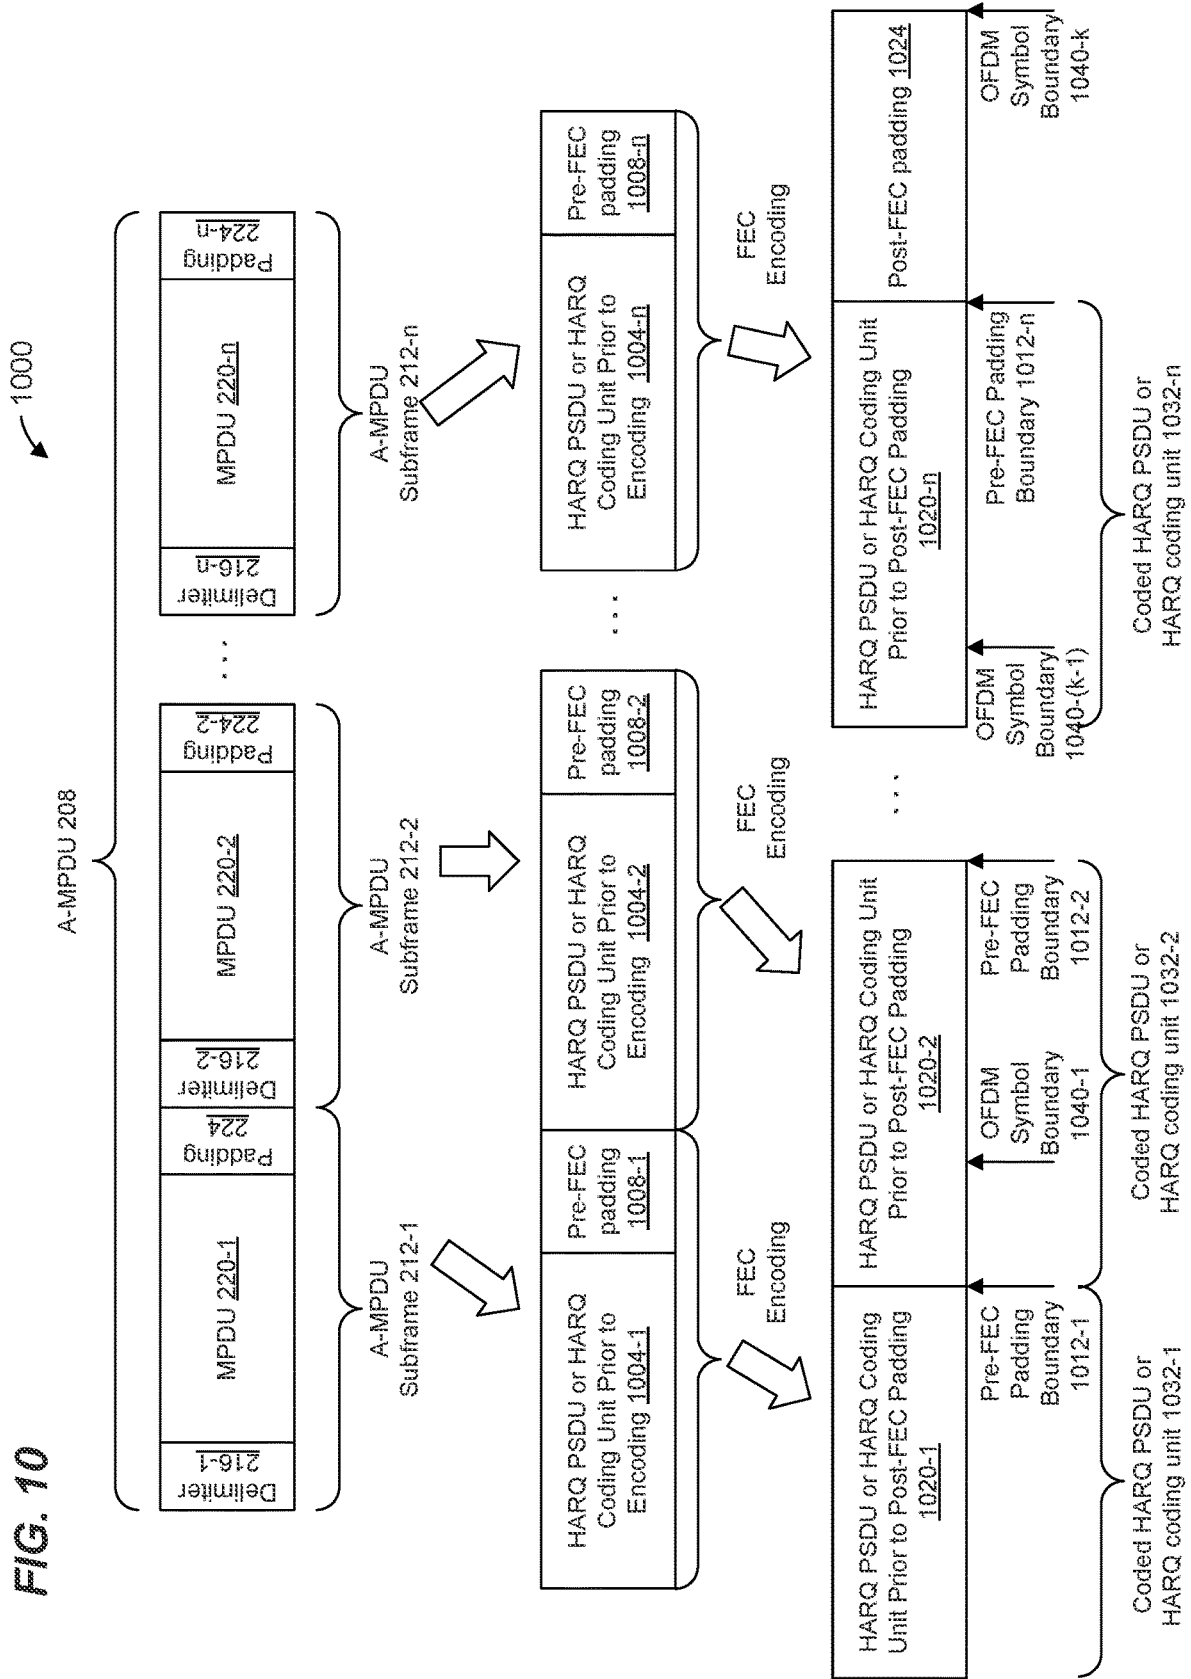 FIG. 10
1000
A-MPDU 208
Delimiter
216-1
MPDU 220-1
Padding
224
Delimiter
216-2
MPDU 220-2
Padding
224-2
. . .
Delimiter
216-n
MPDU 220-n
Padding
224-n
A-MPDU
Subframe 212-1
A-MPDU
Subframe 212-2
A-MPDU
Subframe 212-n
HARQ PSDU or HARQ
Coding Unit Prior to
Encoding 1004-1
Pre-FEC
padding
1008-1
HARQ PSDU or HARQ
Coding Unit Prior to
Encoding 1004-2
Pre-FEC
padding
1008-2
. . .
HARQ PSDU or HARQ
Coding Unit Prior to
Encoding 1004-n
Pre-FEC
padding
1008-n
FEC
Encoding
FEC
Encoding
FEC
Encoding
HARQ PSDU or HARQ Coding
Unit Prior to Post-FEC Padding
1020-1
HARQ PSDU or HARQ Coding Unit
Prior to Post-FEC Padding
1020-2
. . .
HARQ PSDU or HARQ Coding Unit
Prior to Post-FEC Padding
1020-n
Post-FEC padding 1024
Pre-FEC
Padding
Boundary
1012-1
OFDM
Symbol
Boundary
1040-1
Pre-FEC
Padding
Boundary
1012-2
OFDM
Symbol
Boundary
1040-(k-1)
Pre-FEC Padding
Boundary 1012-n
OFDM
Symbol
Boundary
1040-k
Coded HARQ PSDU or
HARQ coding unit 1032-1
Coded HARQ PSDU or
HARQ coding unit 1032-2
Coded HARQ PSDU or
HARQ coding unit 1032-n